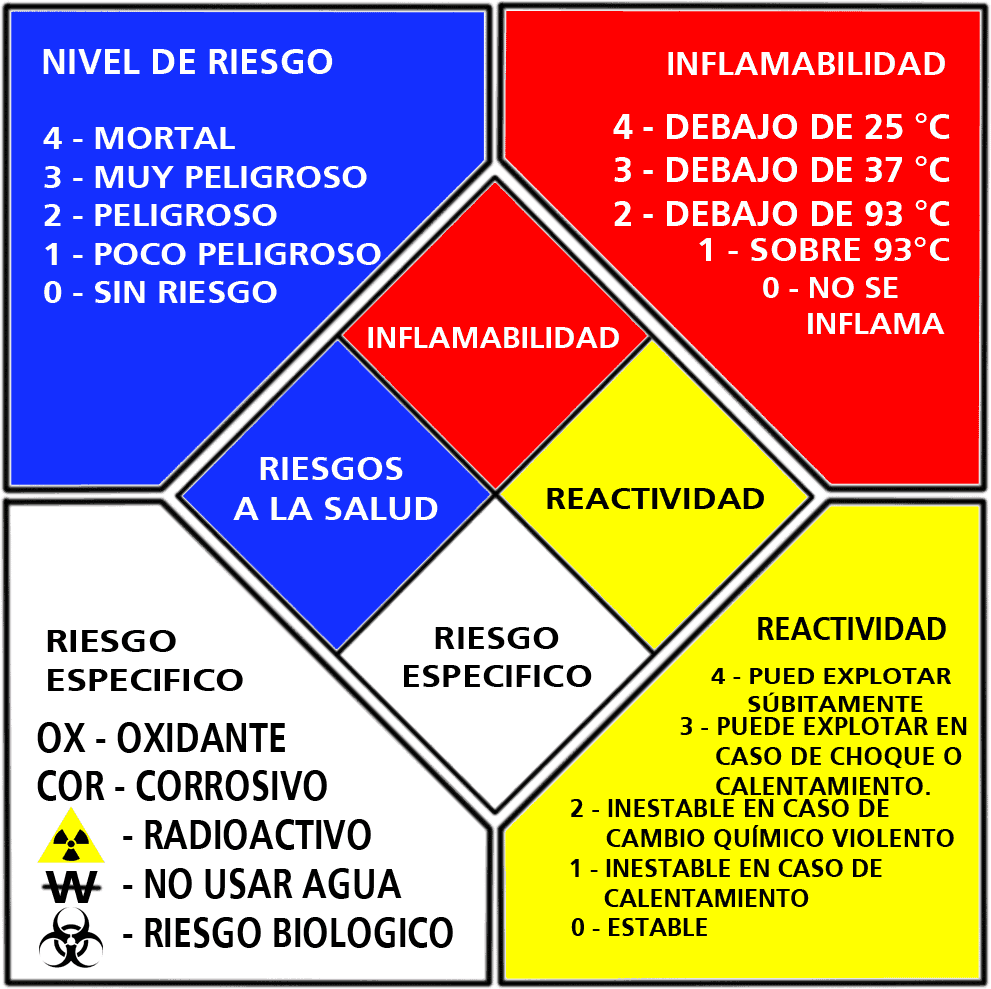 NIVEL DE RIESGO
4 - MORTAL
3 - MUY PELIGROSO
2 - PELIGROSO
1 - POCO PELIGROSO
0 - SIN RIESGO
INFLAMABILIDAD
4 - DEBAJO DE 25 °C
3 - DEBAJO DE 37 °C
2 - DEBAJO DE 93 °C
1 - SOBRE 93°C
0 - NO SE
INFLAMA
INFLAMABILIDAD
RIESGOS
A LA SALUD
REACTIVIDAD
RIESGO
ESPECIFICO
RIESGO
ESPECIFICO
OX - OXIDANTE
COR - CORROSIVO
- RADIOACTIVO
W - NO USAR AGUA
- RIESGO BIOLOGICO
REACTIVIDAD
4 - PUED EXPLOTAR
SÚBITAMENTE
3 - PUEDE EXPLOTAR EN
CASO DE CHOQUE O
CALENTAMIENTO.
2 - INESTABLE EN CASO DE
CAMBIO QUÍMICO VIOLENTO
1 - INESTABLE EN CASO DE
CALENTAMIENTO
0 - ESTABLE